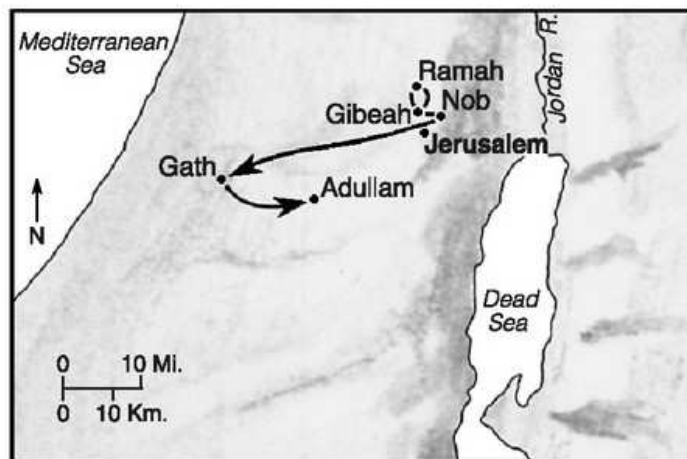 Mediterranean
Sea
Jordan R.
Ramah
Gibeah
Nob
Jerusalem
Gath
Adullam
N
Dead
Sea
0 10 Mi.
0 10 Km.